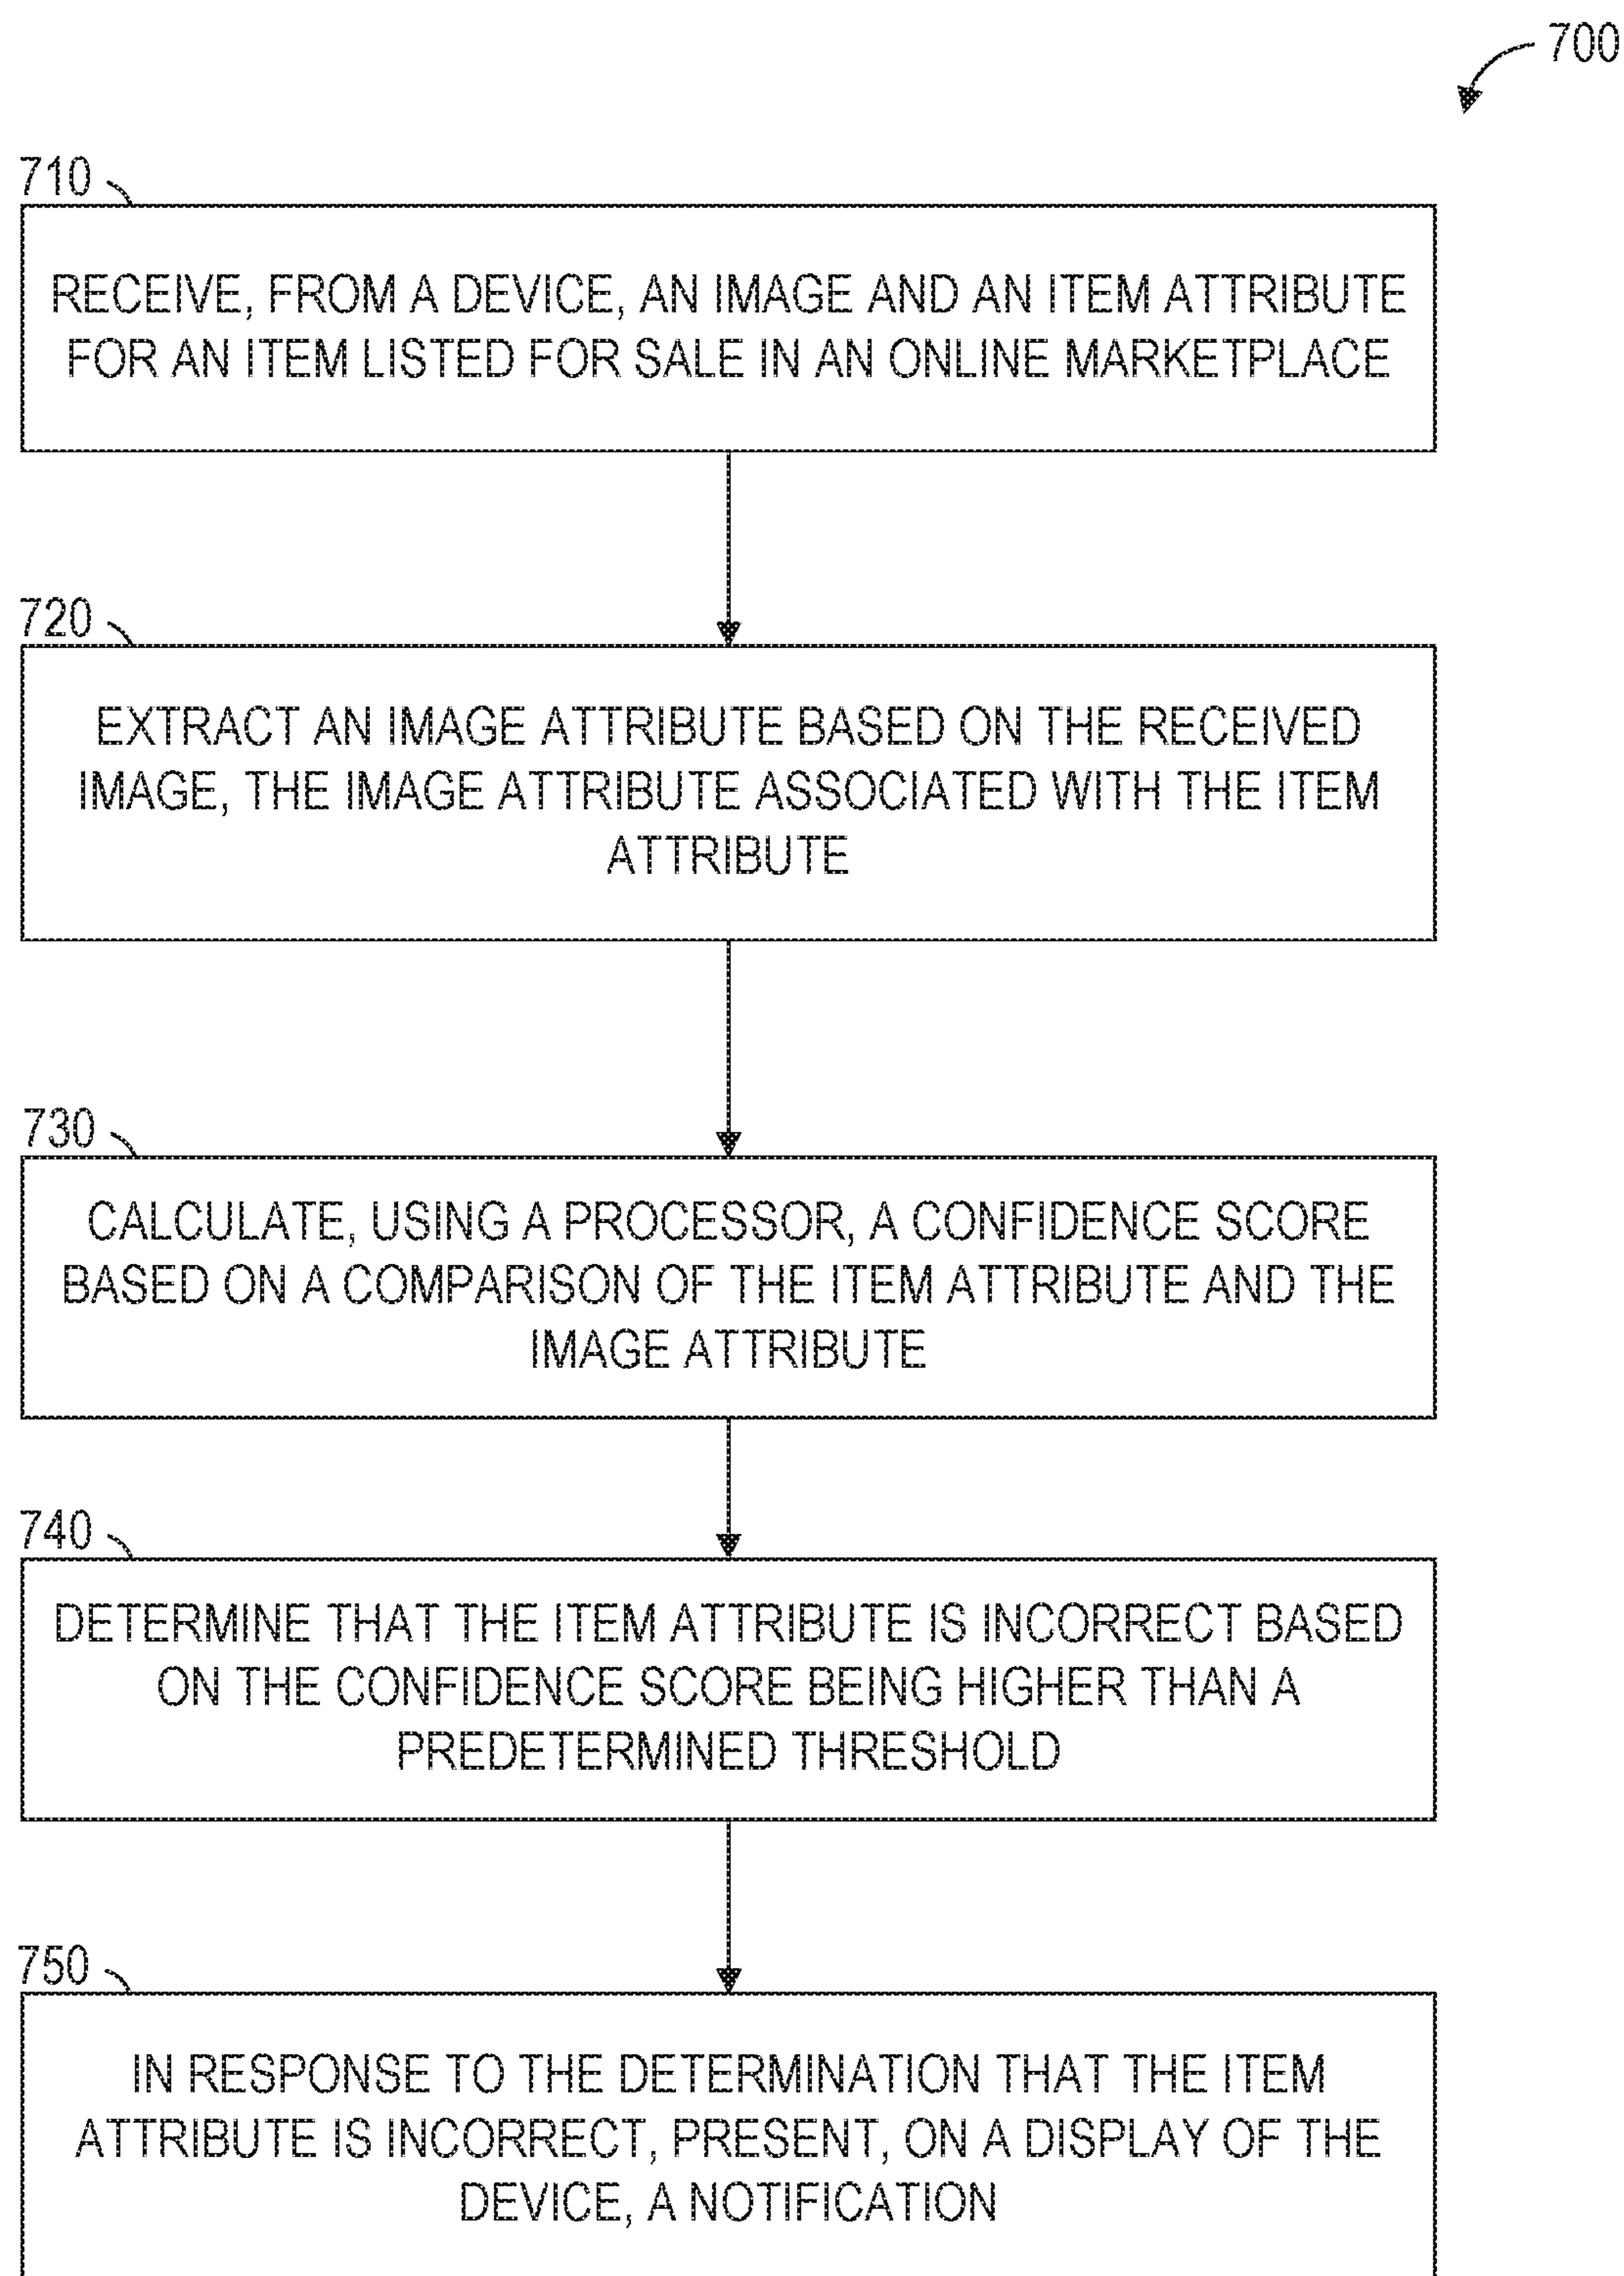 700
710
RECEIVE, FROM A DEVICE, AN IMAGE AND AN ITEM ATTRIBUTE
FOR AN ITEM LISTED FOR SALE IN AN ONLINE MARKETPLACE
720
EXTRACT AN IMAGE ATTRIBUTE BASED ON THE RECEIVED
IMAGE, THE IMAGE ATTRIBUTE ASSOCIATED WITH THE ITEM
ATTRIBUTE
730
CALCULATE, USING A PROCESSOR, A CONFIDENCE SCORE
BASED ON A COMPARISON OF THE ITEM ATTRIBUTE AND THE
IMAGE ATTRIBUTE
740
DETERMINE THAT THE ITEM ATTRIBUTE IS INCORRECT BASED
ON THE CONFIDENCE SCORE BEING HIGHER THAN A
PREDETERMINED THRESHOLD
750
IN RESPONSE TO THE DETERMINATION THAT THE ITEM
ATTRIBUTE IS INCORRECT, PRESENT, ON A DISPLAY OF THE
DEVICE, A NOTIFICATION